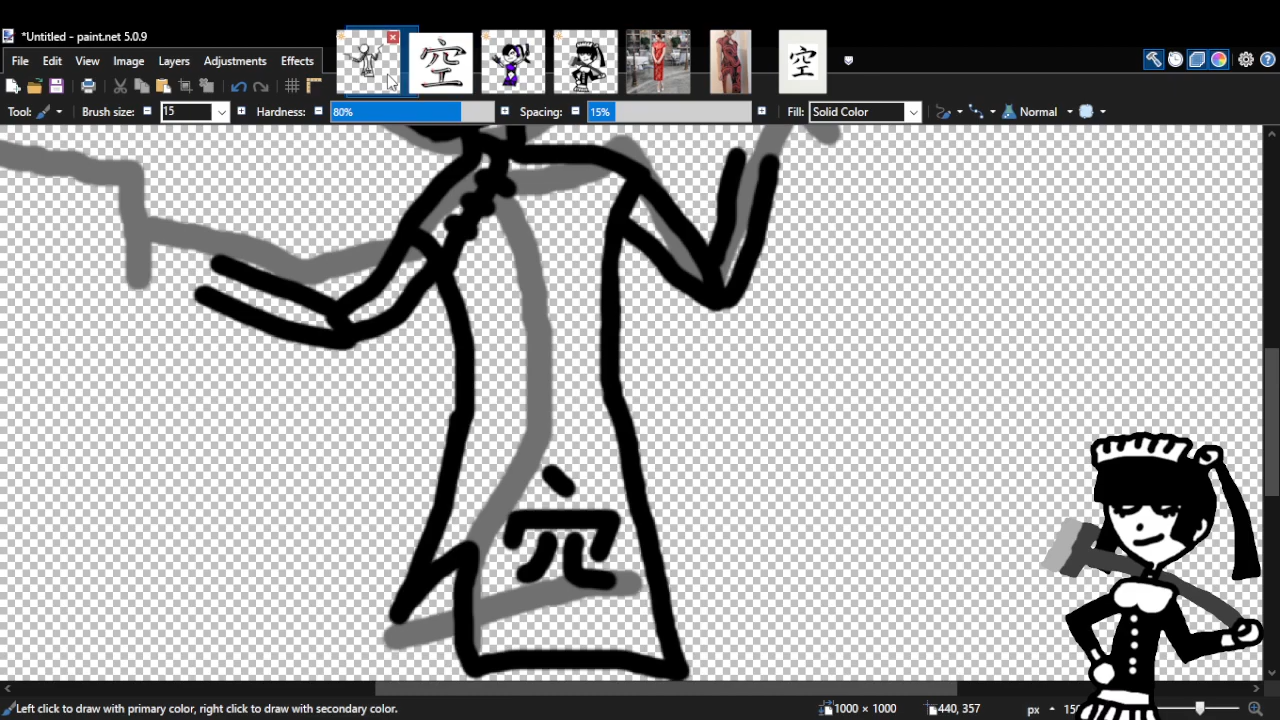 *Untitled - paint.net 5.0.9
File Edit View Image Layers Adjustments Effects
空
空
Tool: Brush size: 15 Hardness: 80% Spacing: 15% Fill: Solid Color Normal
Left click to draw with primary color, right click to draw with secondary color. 1000 × 1000 440, 357 px